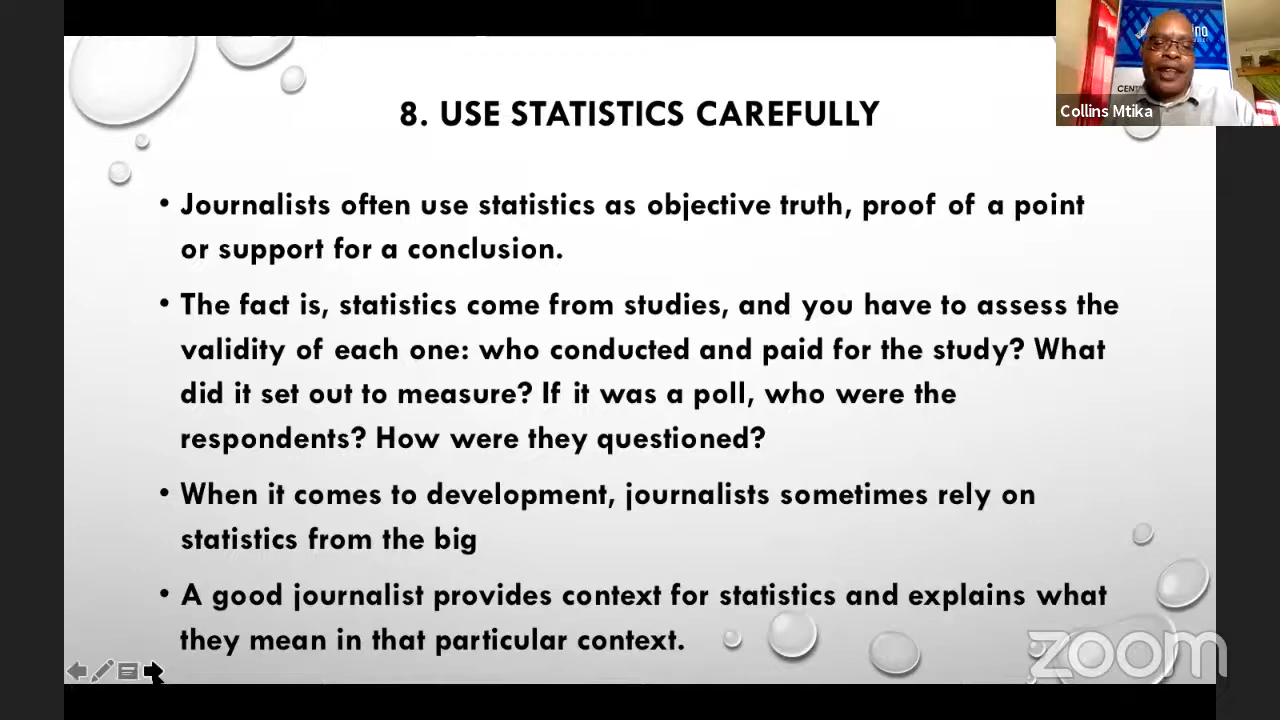 8. USE STATISTICS CAREFULLY
Collins Mtika
• Journalists often use statistics as objective truth, proof of a point
or support for a conclusion.
• The fact is, statistics come from studies, and you have to assess the
validity of each one: who conducted and paid for the study? What
did it set out to measure? If it was a poll, who were the
respondents? How were they questioned?
• When it comes to development, journalists sometimes rely on
statistics from the big
• A good journalist provides context for statistics and explains what
they mean in that particular context.
zoom